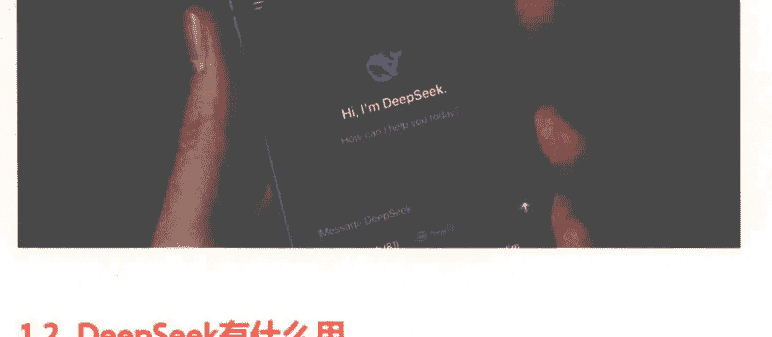 Hi, I'm DeepSeek.
How can I help you today?
Message DeepSeek
(R1)
1.2 DeepSeek有什么用